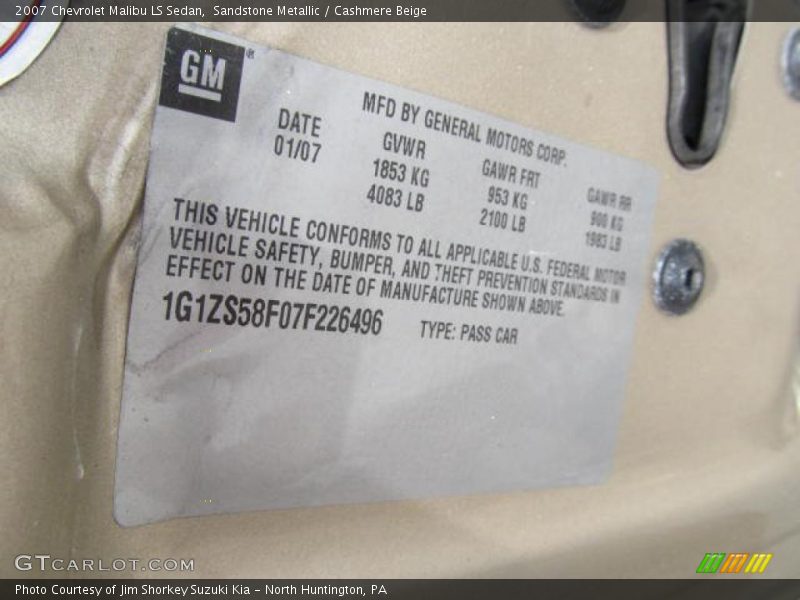 2007 Chevrolet Malibu LS Sedan,  Sandstone Metallic / Cashmere Beige
GM®
MFD BY GENERAL MOTORS CORP.
DATE GVWR GAWR FRT GAWR RR
01/07 1853 KG 953 KG 900 KG
4083 LB 2100 LB 1983 LB
THIS VEHICLE CONFORMS TO ALL APPLICABLE U.S. FEDERAL MOTOR
VEHICLE SAFETY, BUMPER, AND THEFT PREVENTION STANDARDS IN
EFFECT ON THE DATE OF MANUFACTURE SHOWN ABOVE.
1G1ZS58F07F226496 TYPE: PASS CAR
GTCARLOT.COM
Photo Courtesy of Jim Shorkey Suzuki Kia - North Huntington, PA